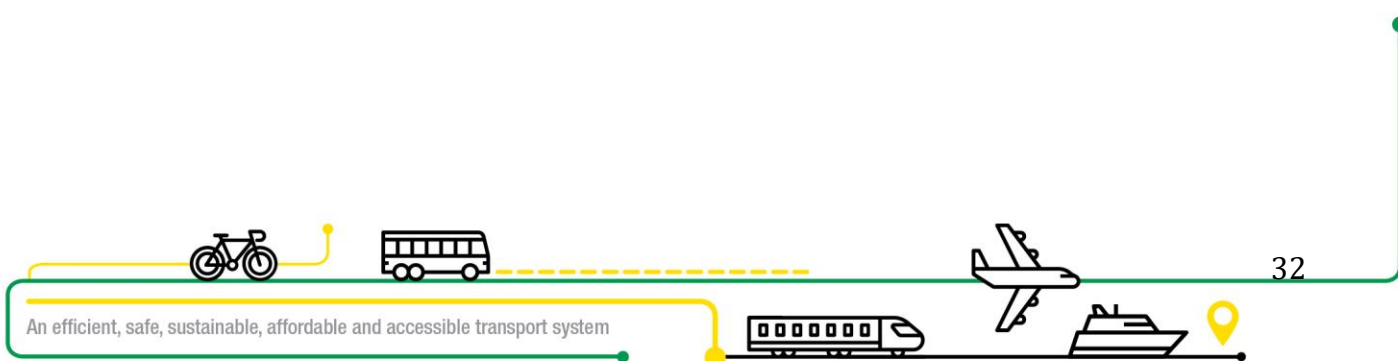 32
An efficient, safe, sustainable, affordable and accessible transport system